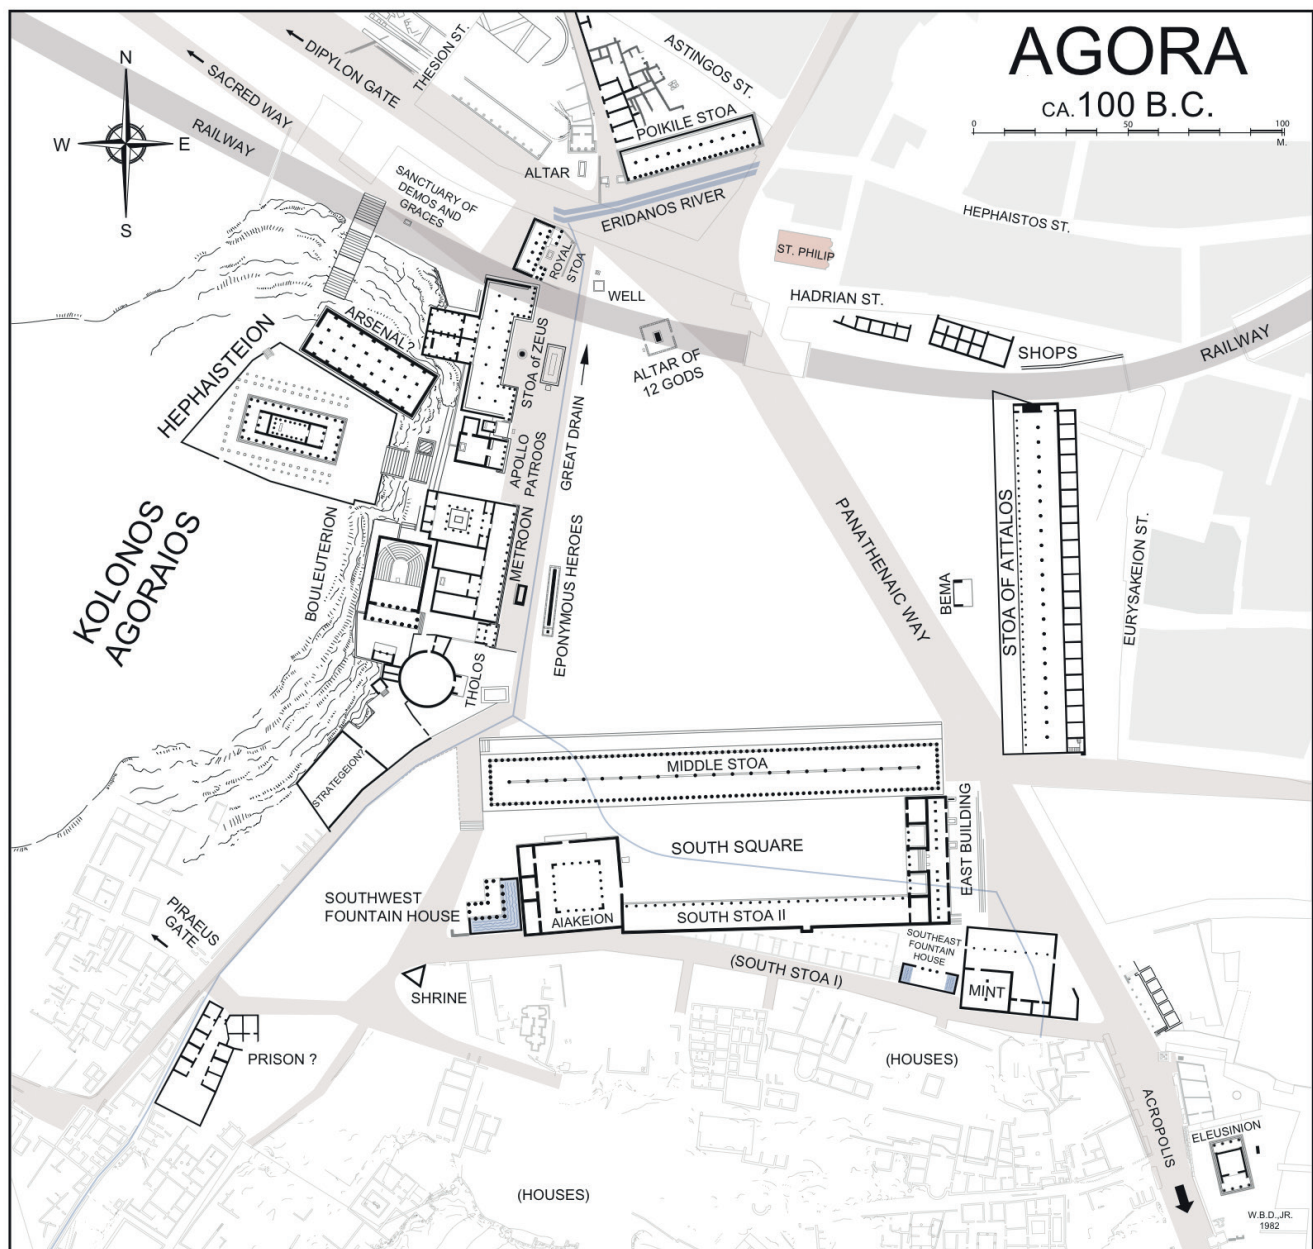 AGORA
CA. 100 B.C.
0 50 100
M.
N
W E
S
DIPYLON GATE
SACRED WAY
RAILWAY
THESION ST.
ASTINGOS ST.
POIKILE STOA
ALTAR
ERIDANOS RIVER
SANCTUARY OF
DEMOS AND
GRACES
ROYAL
STOA
HEPHAISTOS ST.
ST. PHILIP
WELL
HADRIAN ST.
SHOPS
RAILWAY
ALTAR OF
12 GODS
ARSENAL?
HEPHAISTEION
STOA of ZEUS
GREAT DRAIN
APOLLO
PATROOS
KOLONOS
AGORAIOS
BOULEUTERION
METROON
EPONYMOUS HEROES
PANATHENAIC WAY
BEMA
STOA OF ATTALOS
EURYSAKEION ST.
THOLOS
STRATEGEION?
MIDDLE STOA
SOUTH SQUARE
EAST BUILDING
SOUTHWEST
FOUNTAIN HOUSE
AIAKEION
SOUTH STOA II
PIRAEUS
GATE
SOUTHEAST
FOUNTAIN
HOUSE
(SOUTH STOA I)
MINT
SHRINE
PRISON ?
(HOUSES)
ACROPOLIS
ELEUSINION
(HOUSES)
W.B.D.,JR.
1982